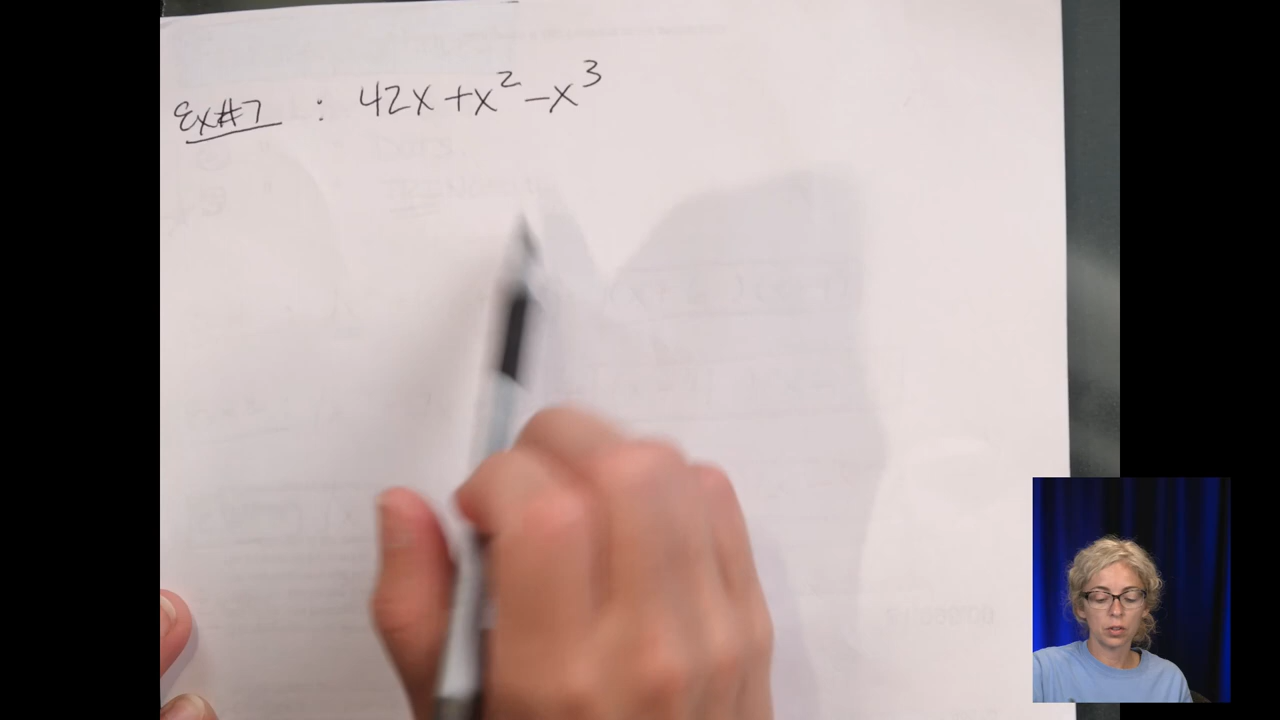 Ex#7 : 42x + x² - x³